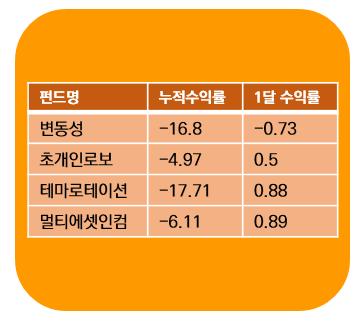 펀드명 누적수익률 1달 수익률
변동성 -16.8 -0.73
초개인로보 -4.97 0.5
테마로테이션 -17.71 0.88
멀티에셋인컴 -6.11 0.89